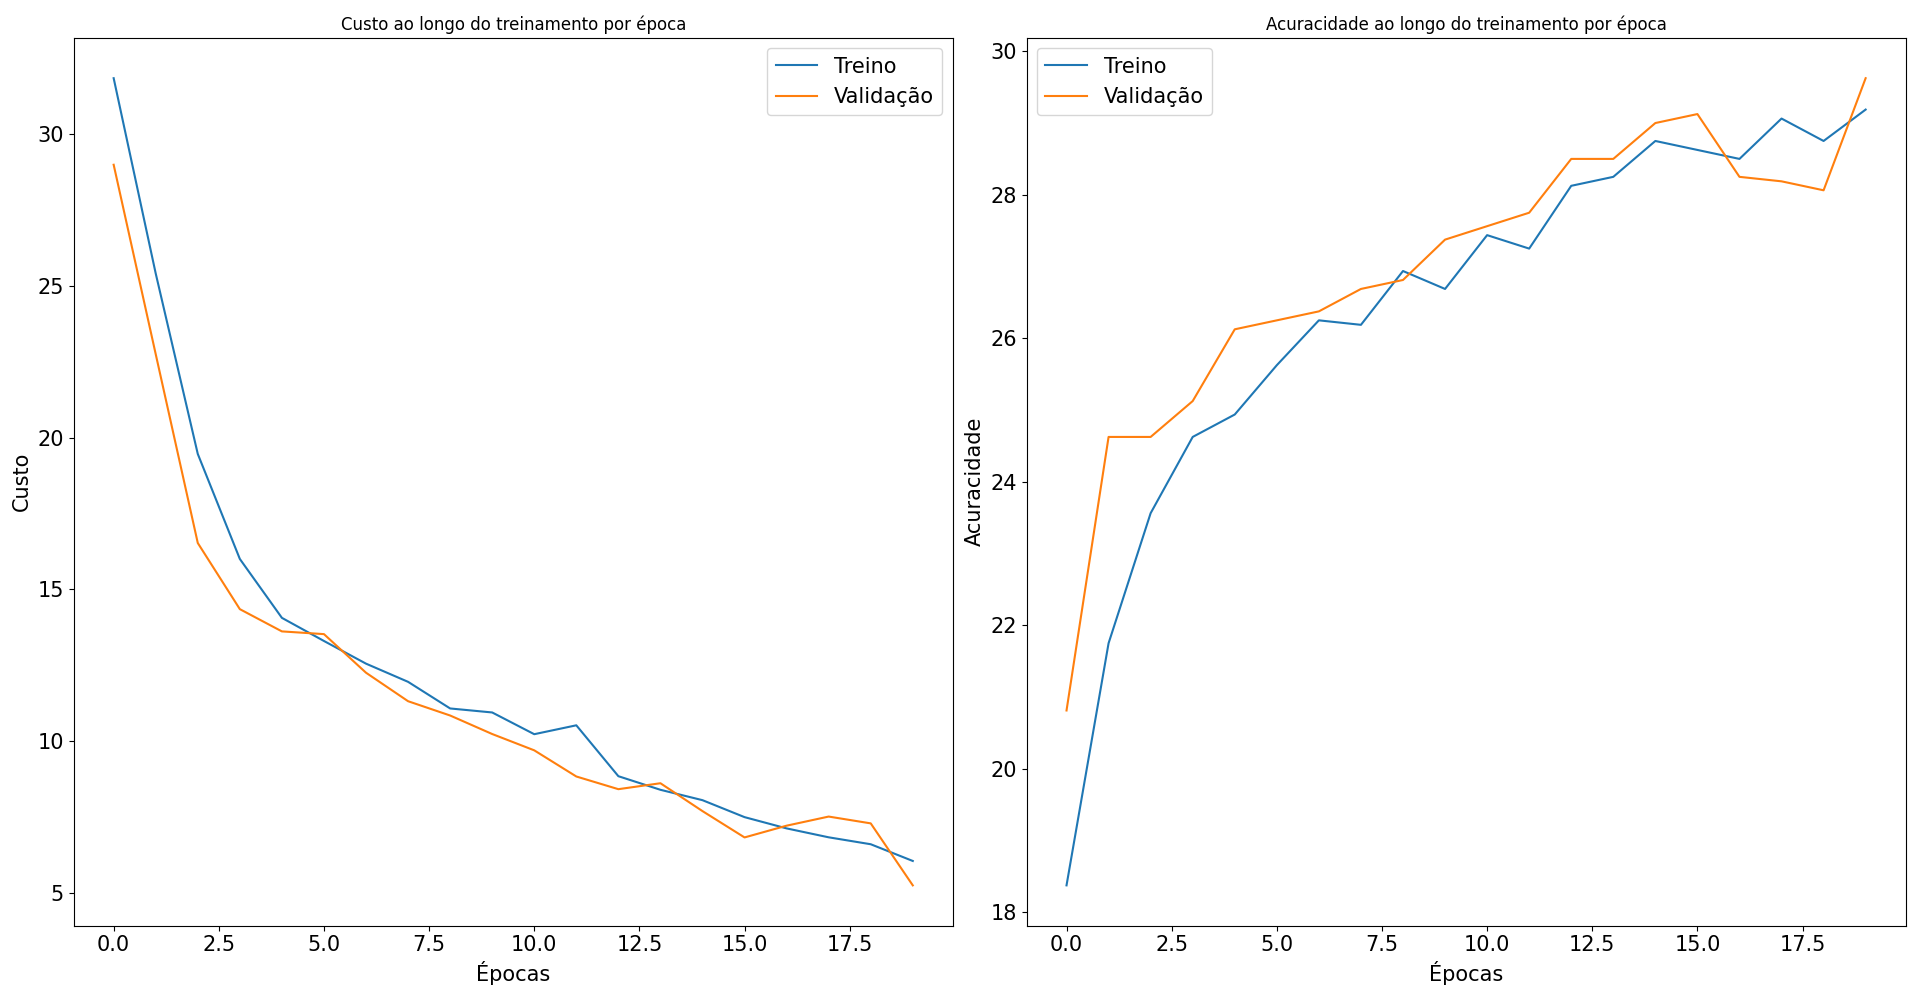 Custo ao longo do treinamento por época
Treino
Validação
30
25
20
15
10
5
Custo
0.0 2.5 5.0 7.5 10.0 12.5 15.0 17.5
Épocas
Acuracidade ao longo do treinamento por época
Treino
Validação
30
28
26
24
22
20
18
Acuracidade
0.0 2.5 5.0 7.5 10.0 12.5 15.0 17.5
Épocas